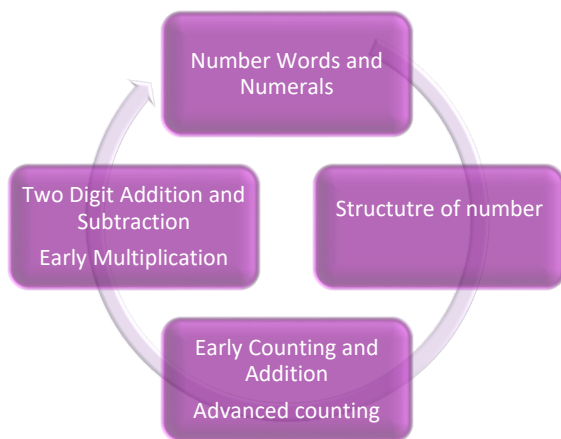 Number Words and
Numerals
Structutre of number
Early Counting and
Addition
Advanced counting
Two Digit Addition and
Subtraction
Early Multiplication